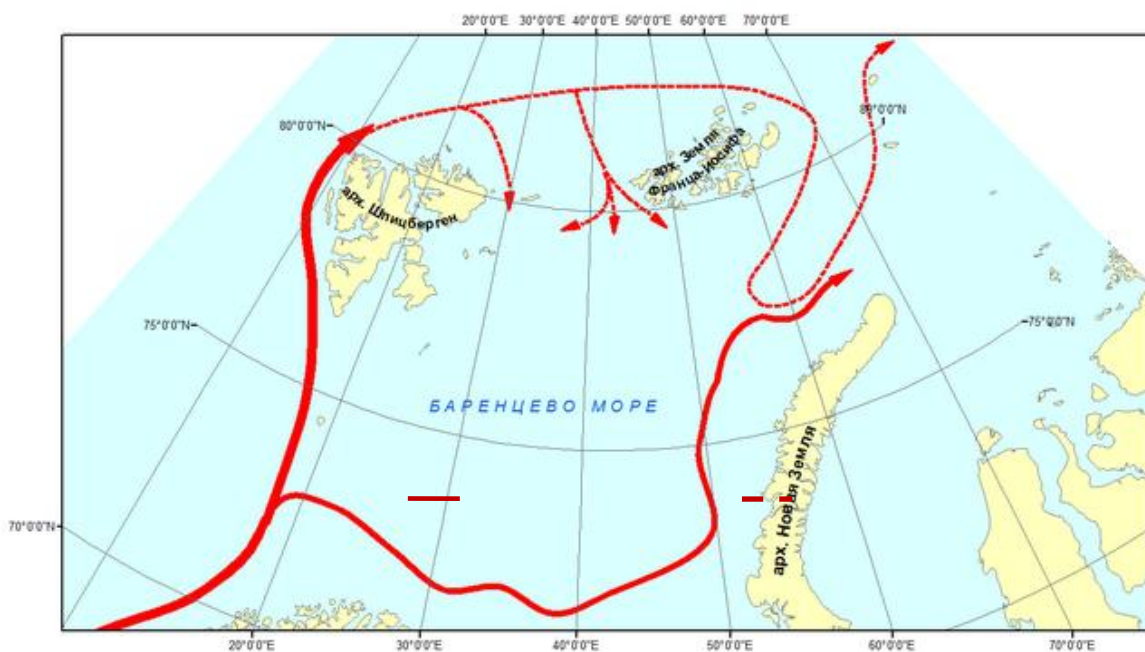 20°0'0"E 30°0'0"E 40°0'0"E 50°0'0"E 60°0'0"E 70°0'0"E
80°0'0"N
80°0'0"N
арх. Земля
Франца-иосифа
арх. Шпицберген
75°0'0"N
75°0'0"N
БАРЕНЦЕВО МОРЕ
арх. Новая Земля
70°0'0"N
20°0'0"E 30°0'0"E 40°0'0"E 50°0'0"E 60°0'0"E 70°0'0"E